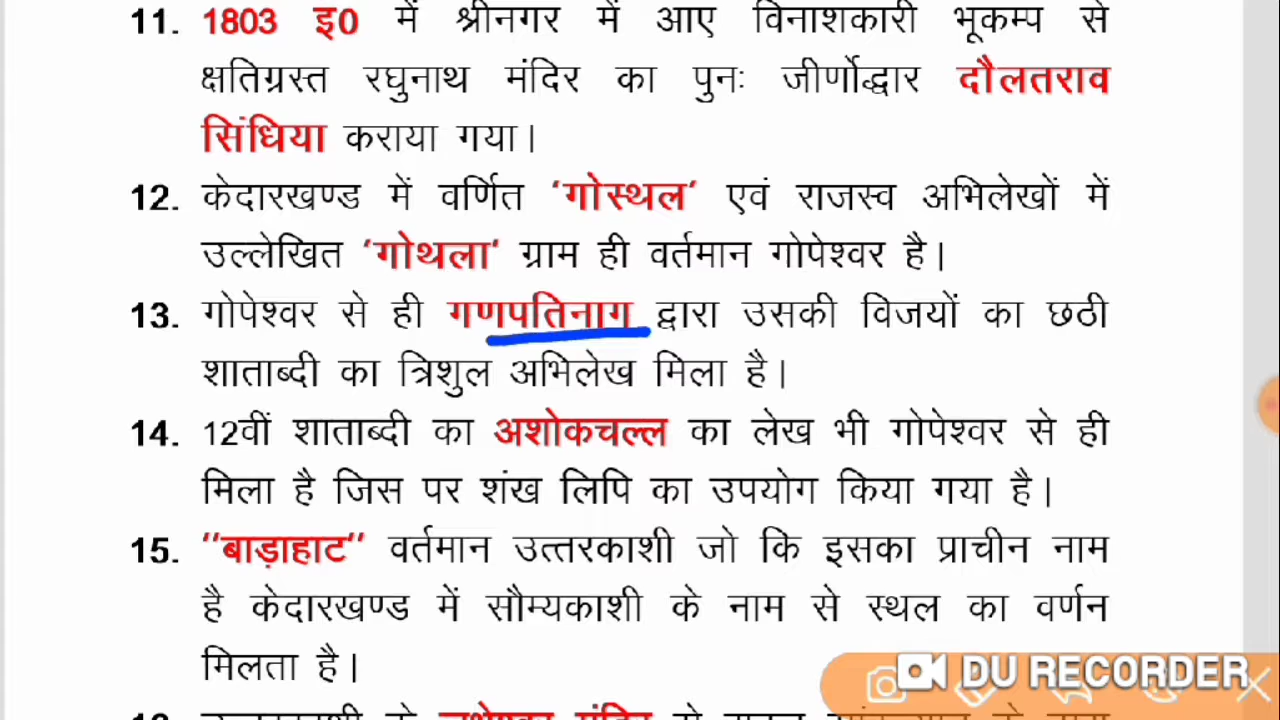 11. 1803 इ0 में श्रीनगर में आए विनाशकारी भूकम्प से
क्षतिग्रस्त रघुनाथ मंदिर का पुनः जीर्णोद्धार दौलतराव
सिंधिया कराया गया।
12. केदारखण्ड में वर्णित ‘गोस्थल’ एवं राजस्व अभिलेखों में
उल्लेखित ‘गोथला’ ग्राम ही वर्तमान गोपेश्वर है।
13. गोपेश्वर से ही गणपतिनाग द्वारा उसकी विजयों का छठी
शाताब्दी का त्रिशुल अभिलेख मिला है।
14. 12वीं शाताब्दी का अशोकचल्ल का लेख भी गोपेश्वर से ही
मिला है जिस पर शंख लिपि का उपयोग किया गया है।
15. ‘‘बाड़ाहाट’’ वर्तमान उत्तरकाशी जो कि इसका प्राचीन नाम
है केदारखण्ड में सौम्यकाशी के नाम से स्थल का वर्णन
मिलता है।
DU RECORDER